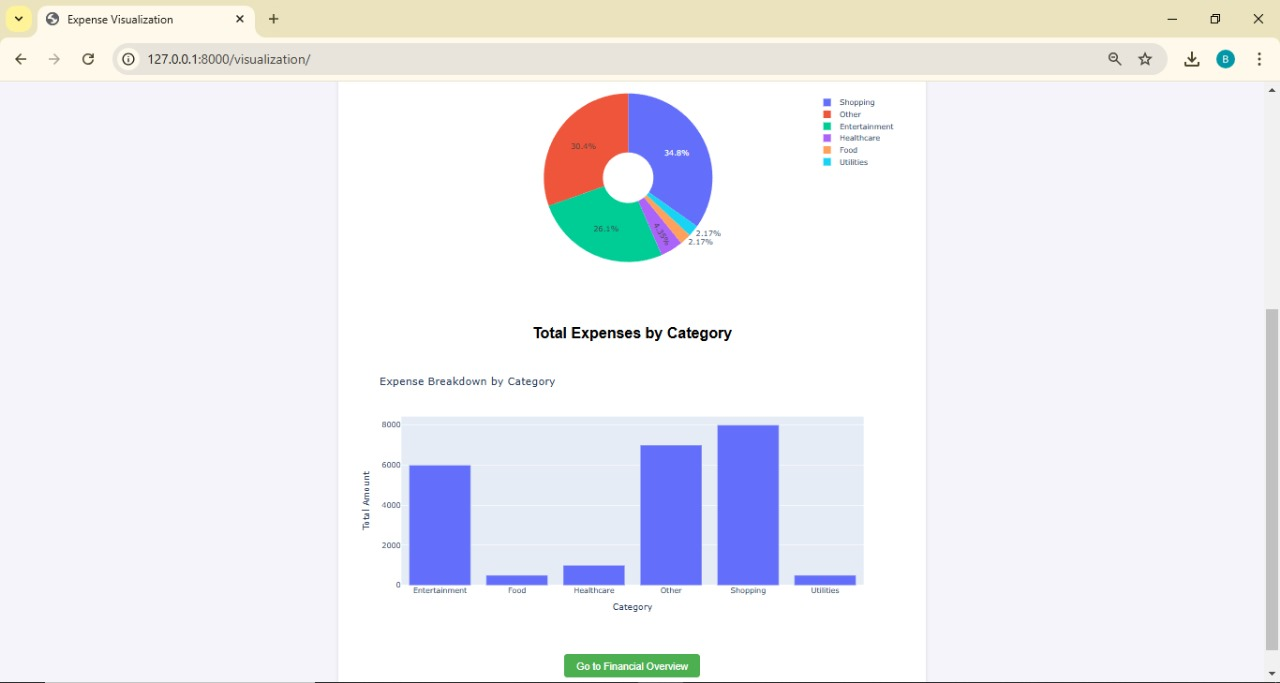 Expense Visualization
127.0.0.1:8000/visualization/
B
Shopping
Other
Entertainment
Healthcare
Food
Utilities
30.4%
34.8%
26.1%
4.35%
2.17%
2.17%
Total Expenses by Category
Expense Breakdown by Category
8000
6000
4000
2000
0
Total Amount
Entertainment Food Healthcare Other Shopping Utilities
Category
Go to Financial Overview